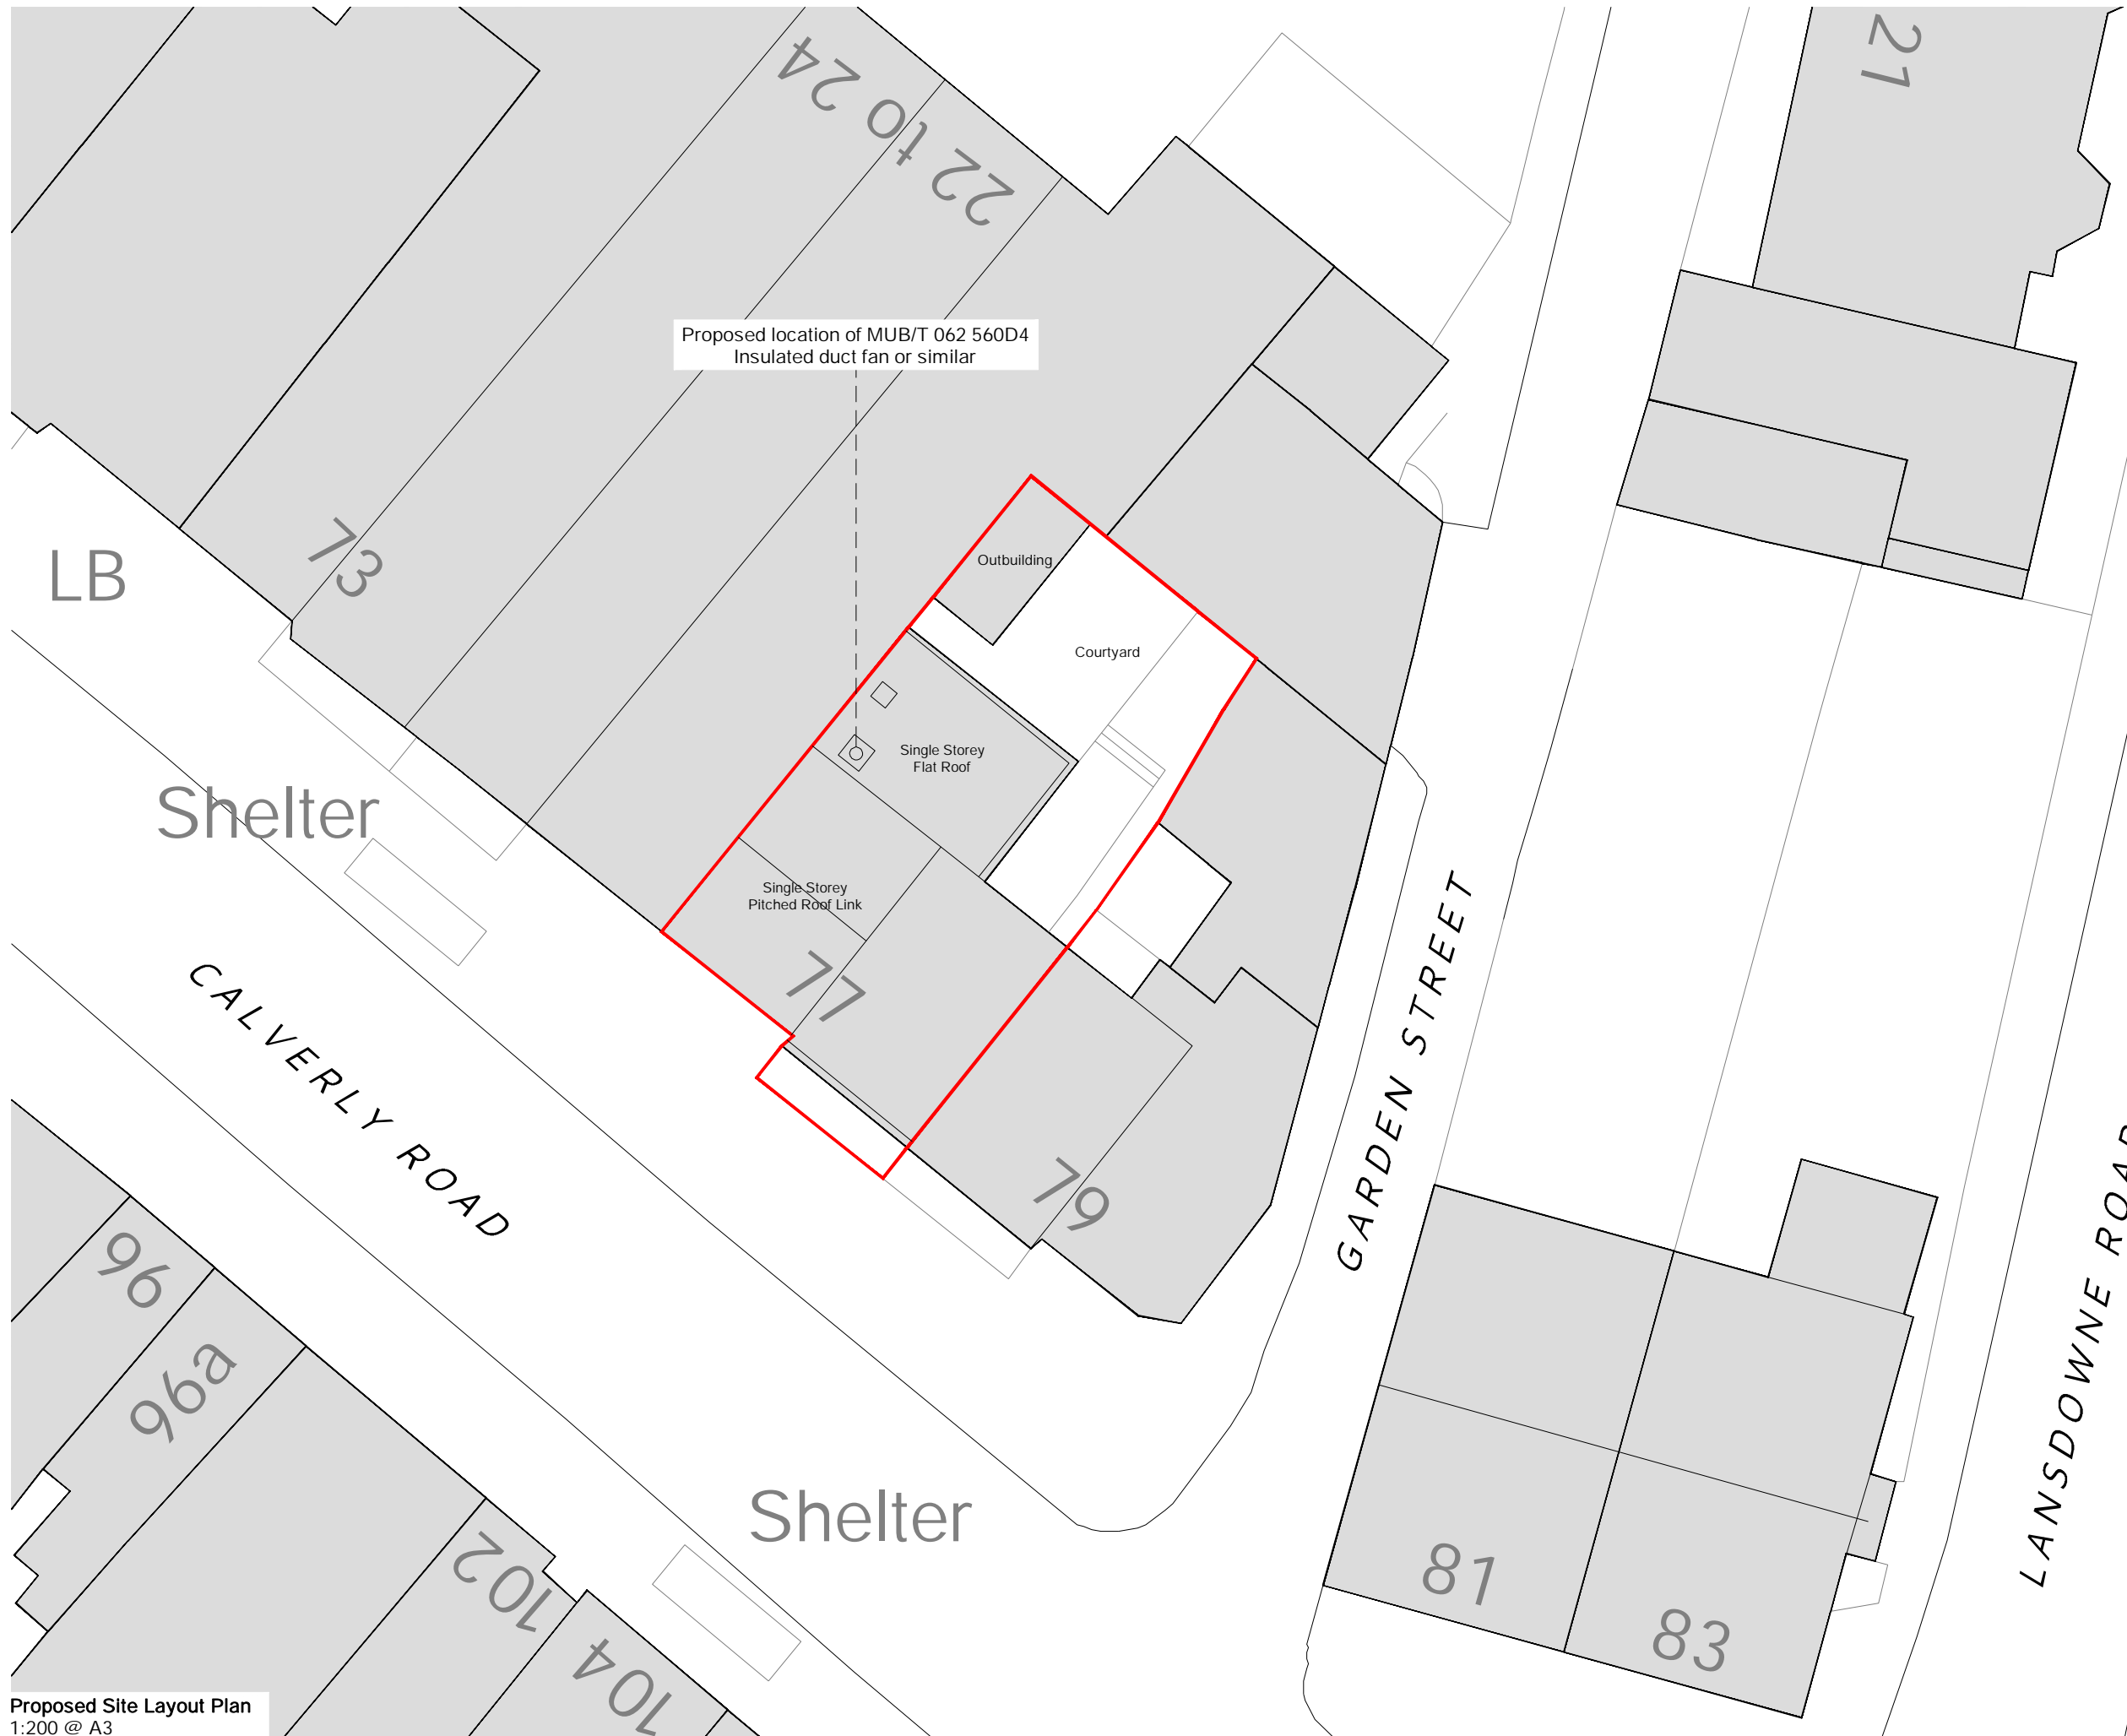 21
22 to 24
Proposed location of MUB/T 062 560D4
Insulated duct fan or similar
73
LB
Outbuilding
Courtyard
Single Storey
Flat Roof
Shelter
Single Storey
Pitched Roof Link
77
CALVERLY ROAD
GARDEN STREET
79
LANSDOWNE ROAD
96
96a
Shelter
102
104
81
83
Proposed Site Layout Plan
1:200 @ A3